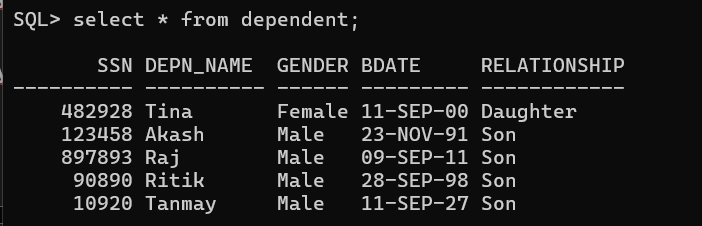 SQL> select * from dependent;
       SSN DEPN_NAME  GENDER BDATE     RELATIONSHIP
---------- ---------- ------ --------- ------------
    482928 Tina       Female 11-SEP-00 Daughter
    123458 Akash      Male   23-NOV-91 Son
    897893 Raj        Male   09-SEP-11 Son
     90890 Ritik      Male   28-SEP-98 Son
     10920 Tanmay     Male   11-SEP-27 Son